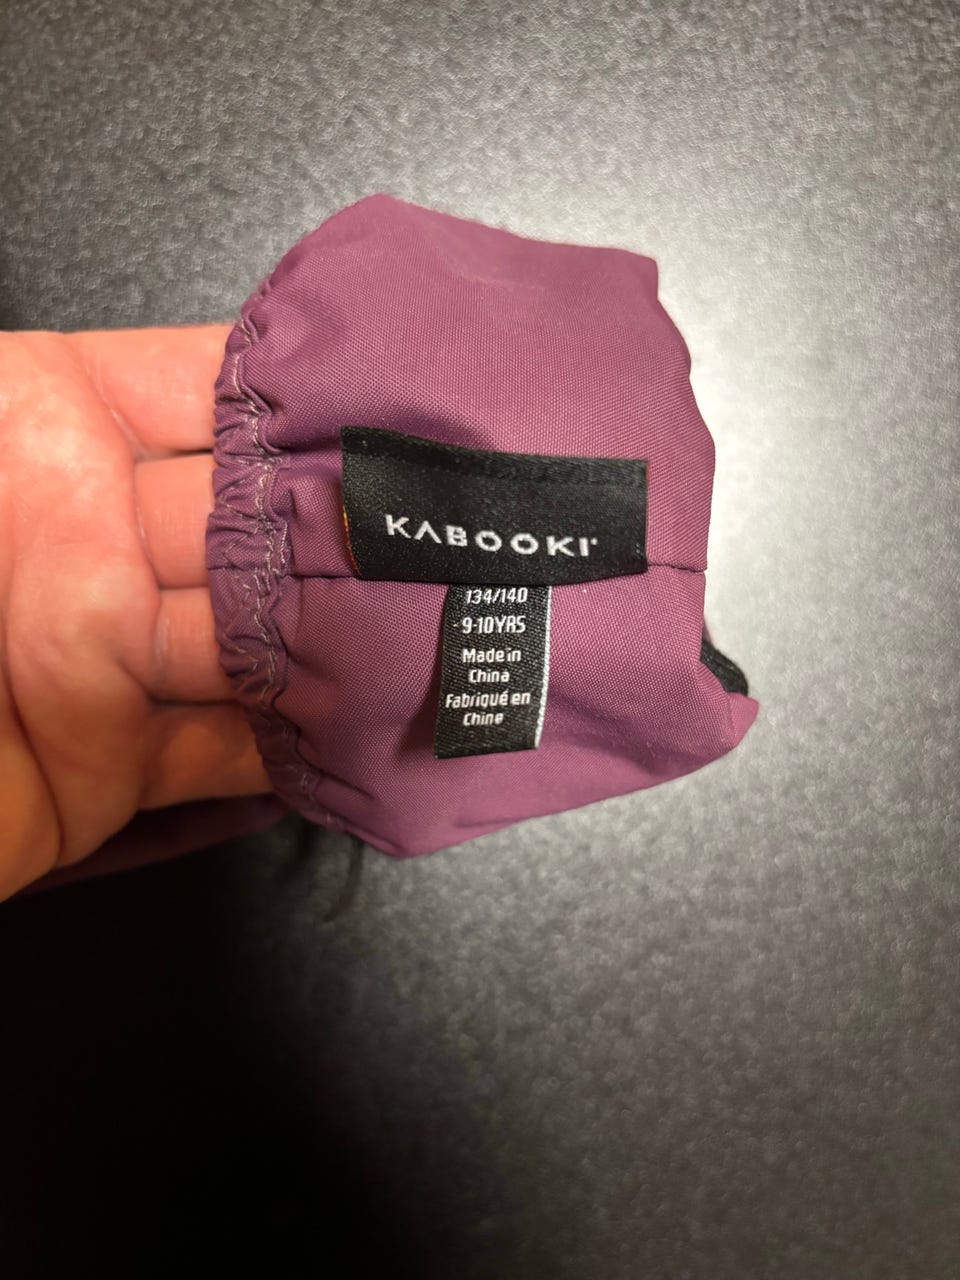 KABOOKI
134/140
9-10YRS
Made in
China
Fabriqué en
Chine